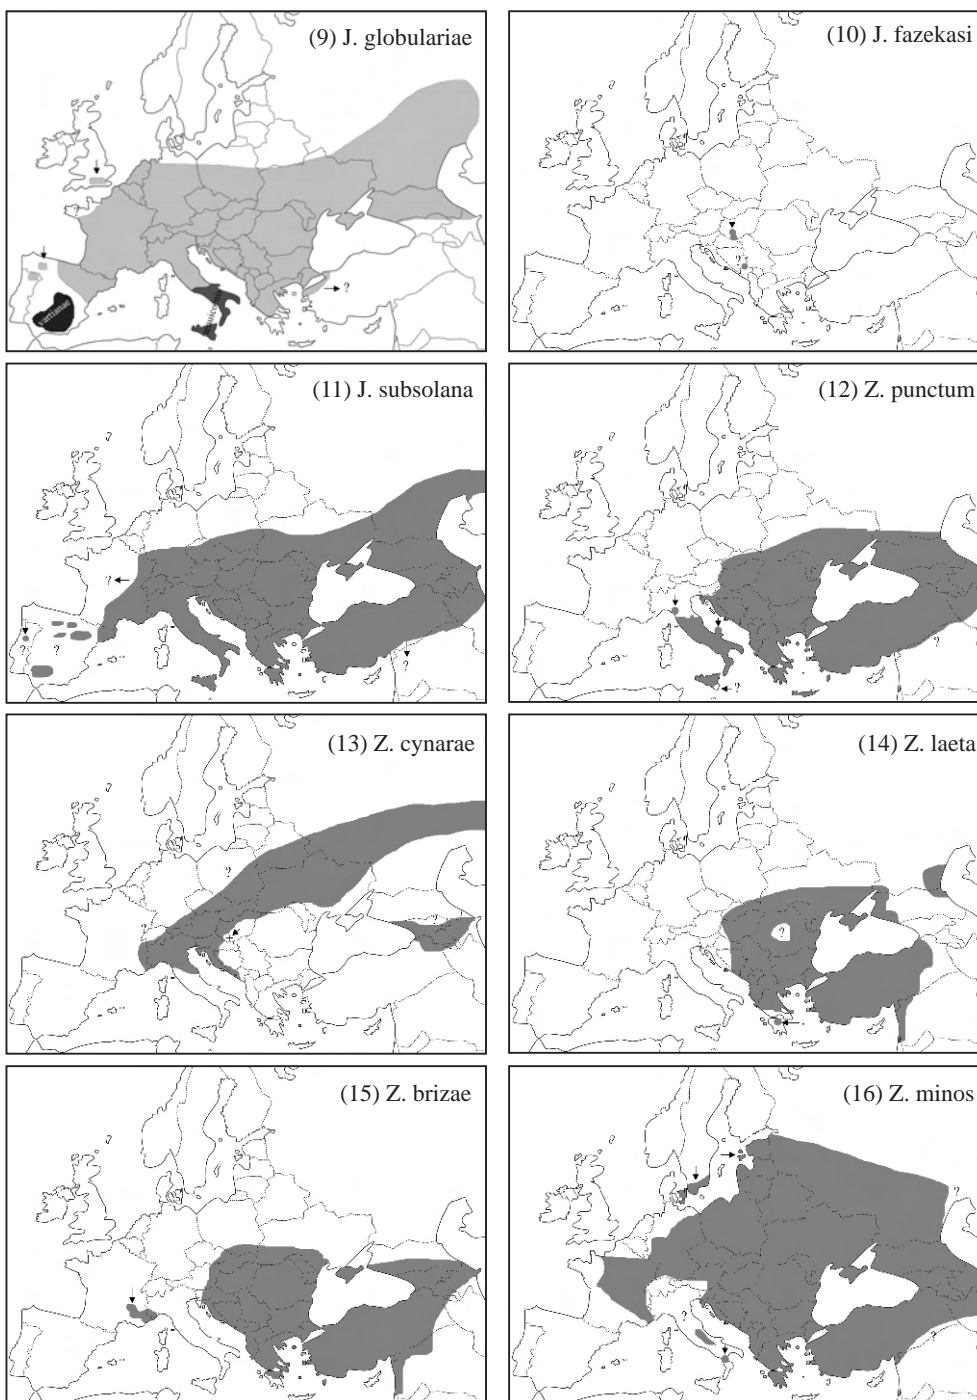 (9) J. globulariae
(10) J. fazekasi
?
?
(11) J. subsolana
(12) Z. punctum
?
?
?
?
?
?
(13) Z. cynarae
(14) Z. laeta
?
?
?
?
(15) Z. brizae
(16) Z. minos
?
?
?